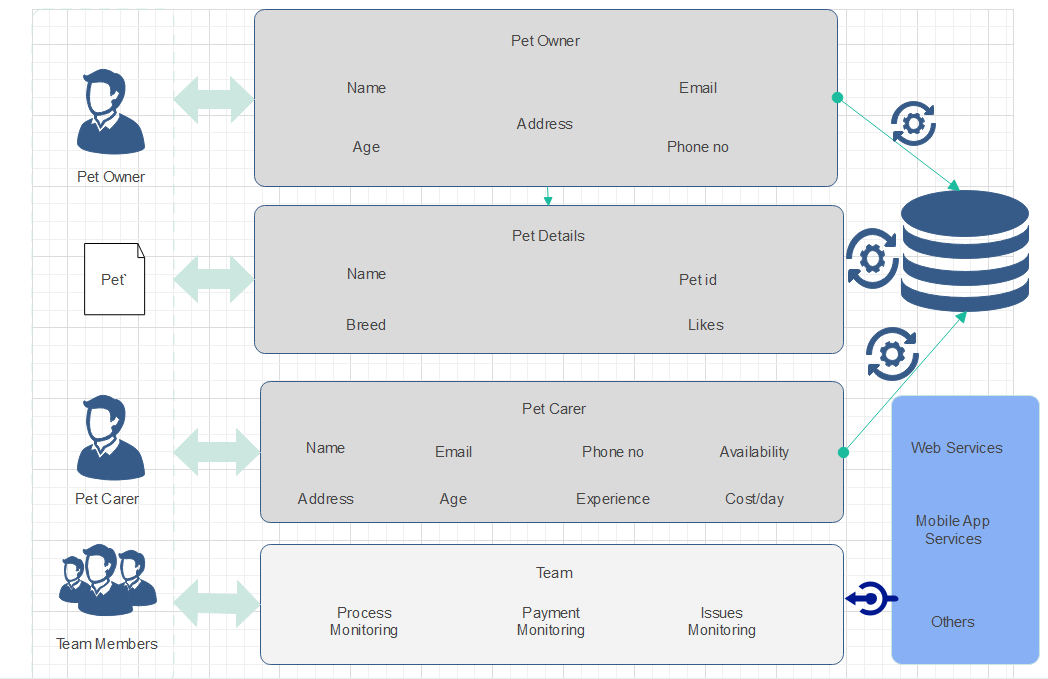 Pet Owner
Name
Email
Address
Age
Phone no
Pet Owner
Pet Details
Name
Pet id
Pet`
Breed
Likes
Pet Carer
Name
Email
Phone no
Availability
Address
Age
Experience
Cost/day
Pet Carer
Web Services
Mobile App
Services
Others
Team
Process
Monitoring
Payment
Monitoring
Issues
Monitoring
Team Members